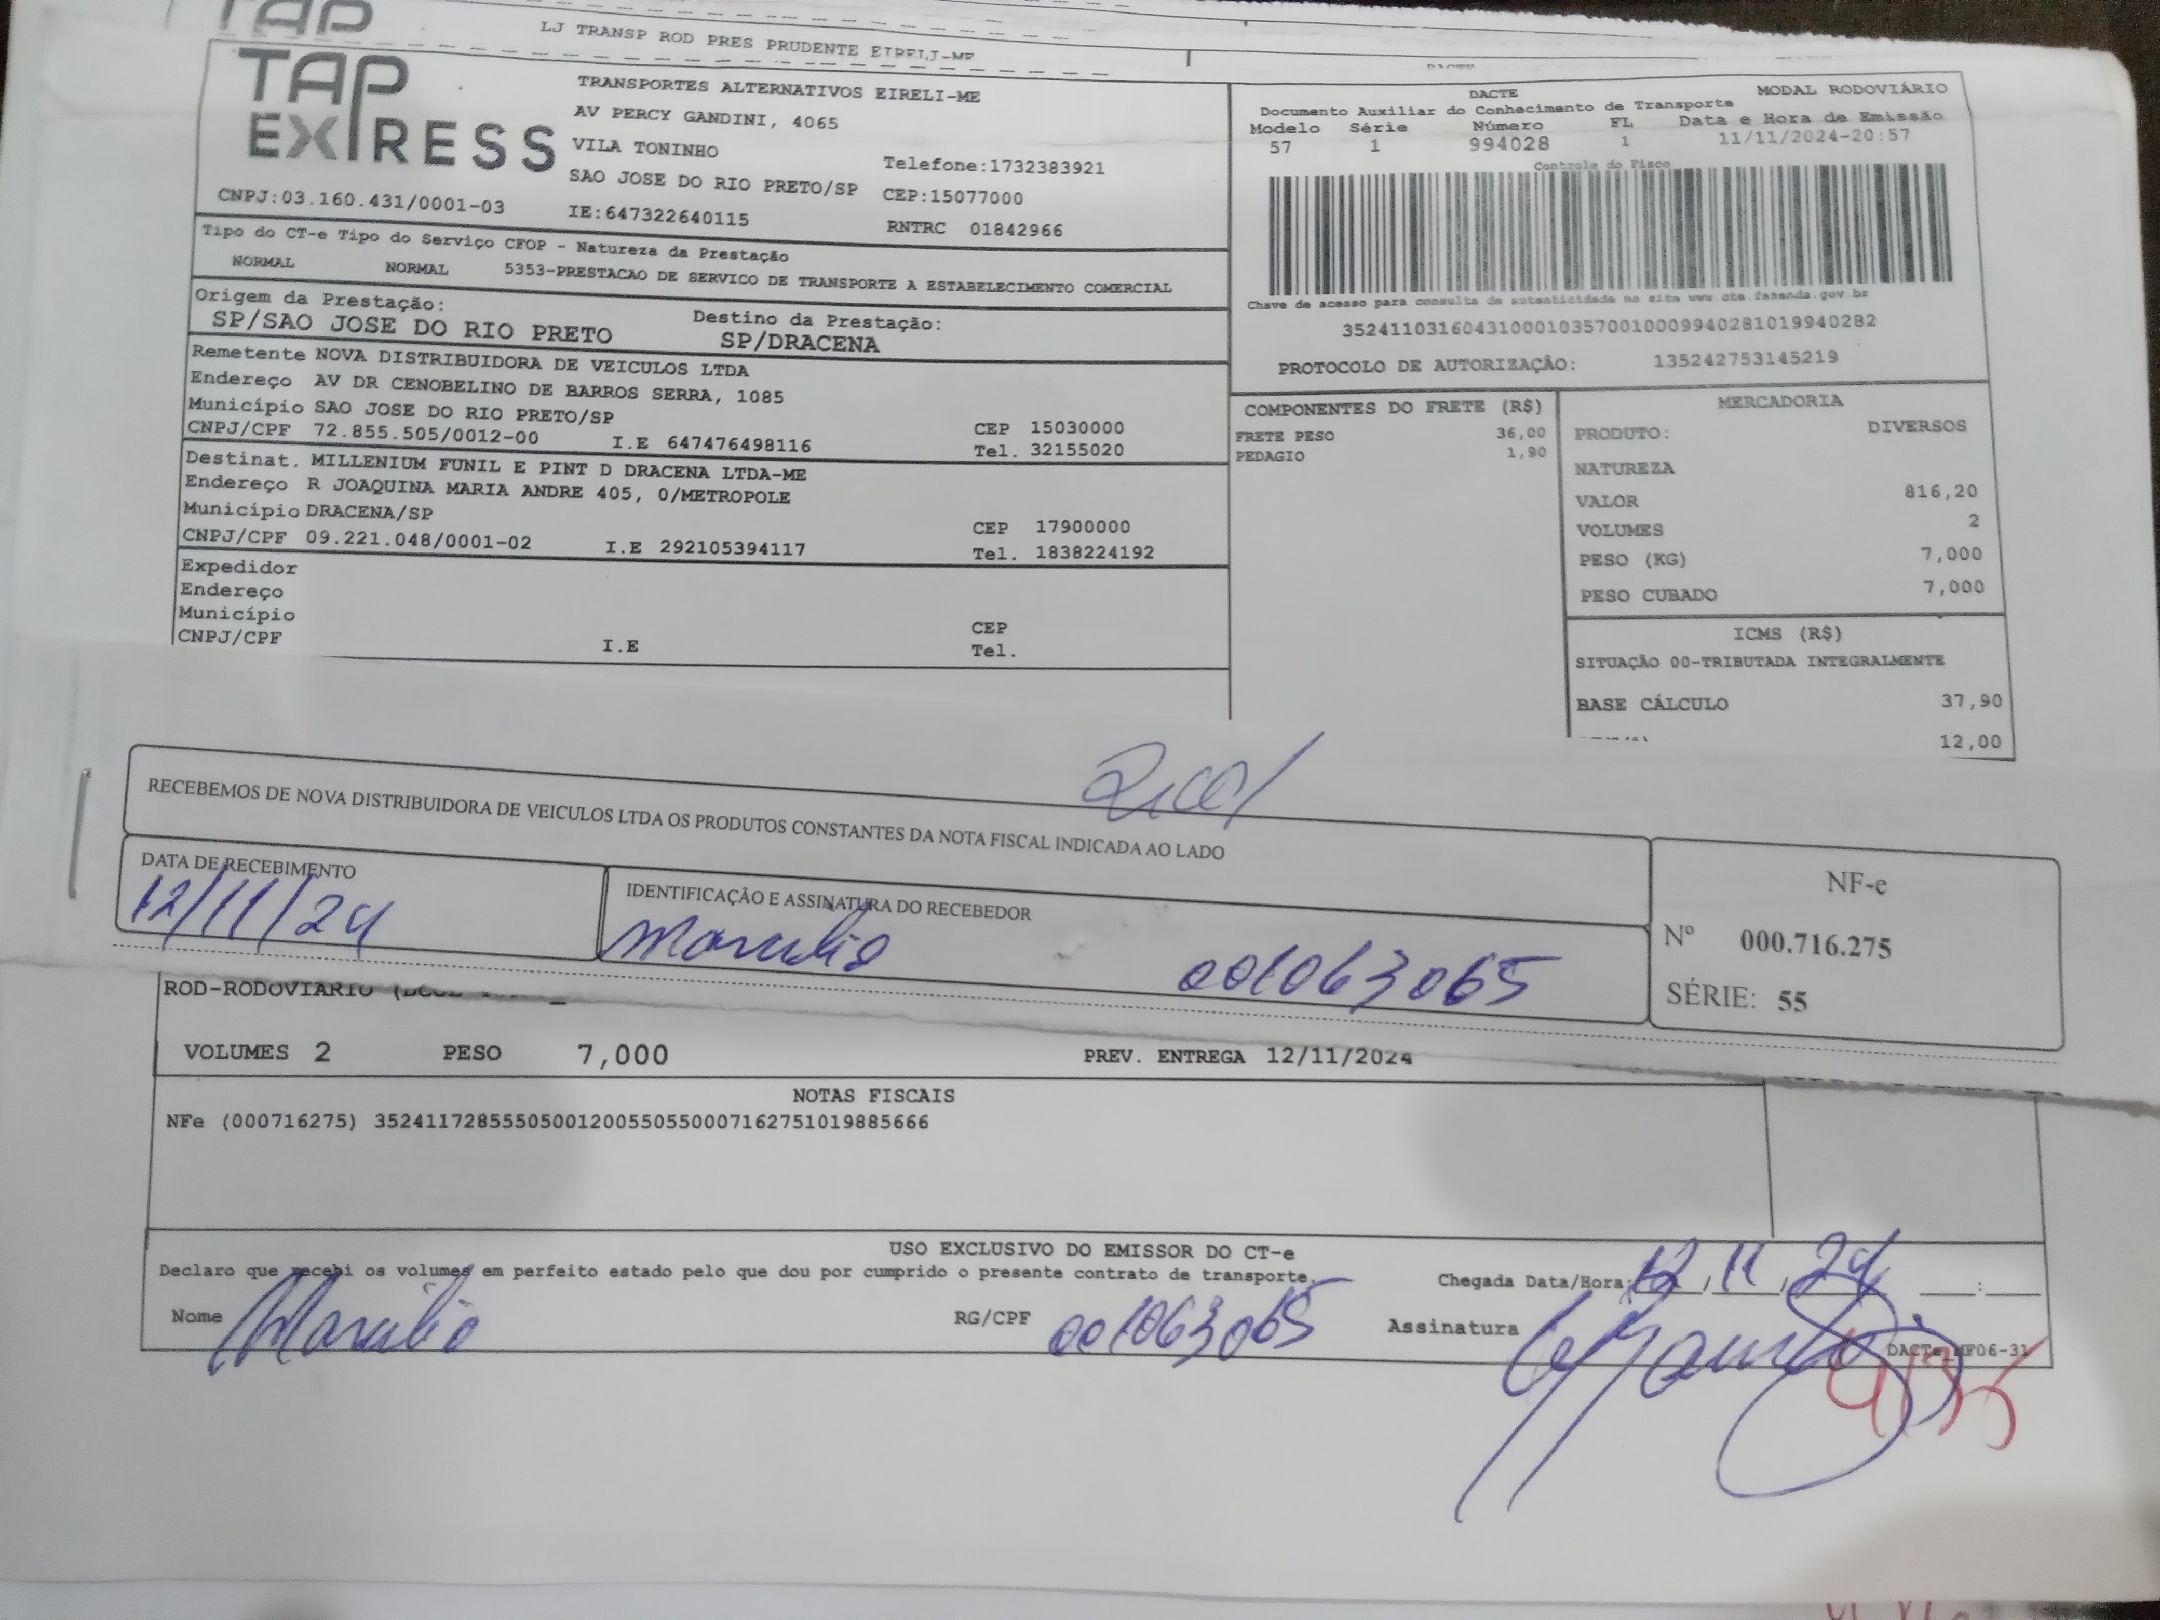 TAP
LJ TRANSP ROD PRES PRUDENTE EIRELI-ME
DACTE
TAP EXPRESS
TRANSPORTES ALTERNATIVOS EIRELI-ME
AV PERCY GANDINI, 4065
VILA TONINHO
Telefone:1732383921
SAO JOSE DO RIO PRETO/SP CEP:15077000
CNPJ:03.160.431/0001-03 IE:647322640115 RNTRC 01842966
DACTE MODAL RODOVIÁRIO
Documento Auxiliar do Conhecimento de Transporte
Modelo Série Número FL Data e Hora de Emissão
57 1 994028 1 11/11/2024-20:57
Controle do Fisco
Chave de acesso para consulta de autenticidade no site www.cte.fazenda.gov.br
35241103160431000103570010009940281019940282
PROTOCOLO DE AUTORIZAÇÃO: 135242753145219
Tipo do CT-e Tipo do Serviço CFOP - Natureza da Prestação
NORMAL NORMAL 5353-PRESTACAO DE SERVICO DE TRANSPORTE A ESTABELECIMENTO COMERCIAL
Origem da Prestação: Destino da Prestação:
SP/SAO JOSE DO RIO PRETO SP/DRACENA
Remetente NOVA DISTRIBUIDORA DE VEICULOS LTDA
Endereço AV DR CENOBELINO DE BARROS SERRA, 1085
Município SAO JOSE DO RIO PRETO/SP CEP 15030000
CNPJ/CPF 72.855.505/0012-00 I.E 647476498116 Tel. 32155020
Destinat. MILLENIUM FUNIL E PINT D DRACENA LTDA-ME
Endereço R JOAQUINA MARIA ANDRE 405, 0/METROPOLE
Município DRACENA/SP CEP 17900000
CNPJ/CPF 09.221.048/0001-02 I.E 292105394117 Tel. 1838224192
Expedidor
Endereço
Município CEP
CNPJ/CPF I.E Tel.
COMPONENTES DO FRETE (R$)
FRETE PESO 36,00
PEDAGIO 1,90
MERCADORIA
PRODUTO: DIVERSOS
NATUREZA
VALOR 816,20
VOLUMES 2
PESO (KG) 7,000
PESO CUBADO 7,000
ICMS (R$)
SITUAÇÃO 00-TRIBUTADA INTEGRALMENTE
BASE CÁLCULO 37,90
12,00
RECEBEMOS DE NOVA DISTRIBUIDORA DE VEICULOS LTDA OS PRODUTOS CONSTANTES DA NOTA FISCAL INDICADA AO LADO
DATA DE RECEBIMENTO
12/11/24
IDENTIFICAÇÃO E ASSINATURA DO RECEBEDOR
001063065
NF-e
Nº 000.716.275
SÉRIE: 55
ROD-RODOVIÁRIO
VOLUMES 2 PESO 7,000 PREV. ENTREGA 12/11/2024
NOTAS FISCAIS
NFe (000716275) 35241172855505001200550550007162751019885666
USO EXCLUSIVO DO EMISSOR DO CT-e
Declaro que recebi os volumes em perfeito estado pelo que dou por cumprido o presente contrato de transporte.
Chegada Data/Hora: 12/11/24 :
Nome RG/CPF 001063065 Assinatura